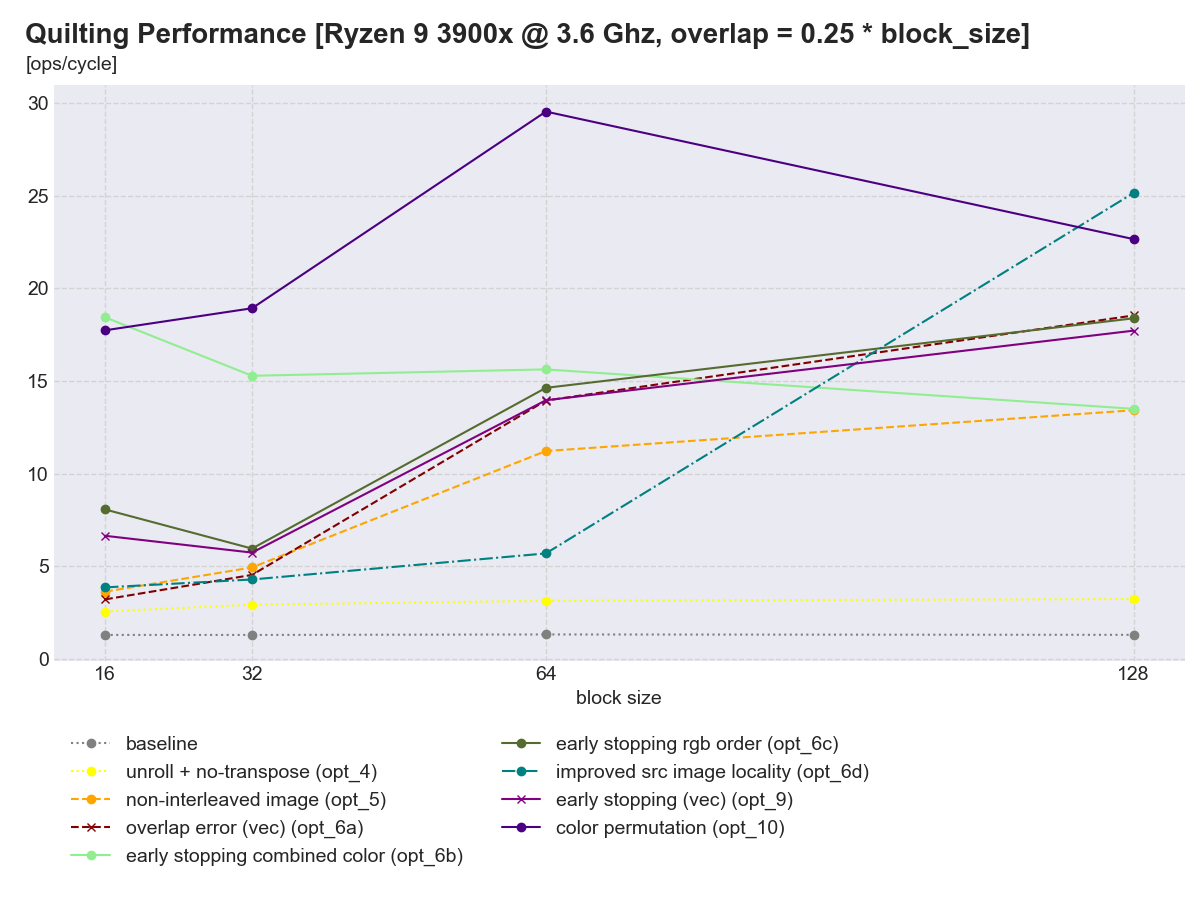 Quilting Performance [Ryzen 9 3900x @ 3.6 Ghz, overlap = 0.25 * block_size]
[ops/cycle]
30
25
20
15
10
5
0
16 32 64 128
block size
baseline
unroll + no-transpose (opt_4)
non-interleaved image (opt_5)
overlap error (vec) (opt_6a)
early stopping combined color (opt_6b)
early stopping rgb order (opt_6c)
improved src image locality (opt_6d)
early stopping (vec) (opt_9)
color permutation (opt_10)